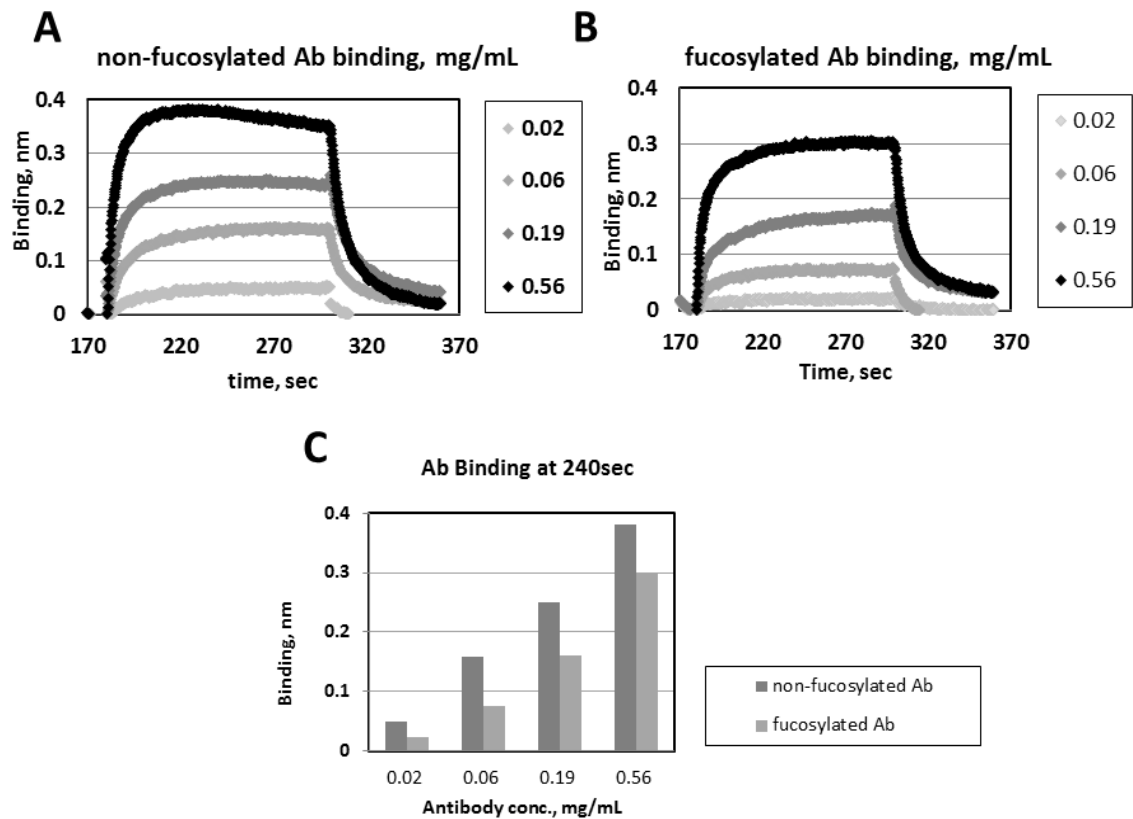 A
non-fucosylated Ab binding, mg/mL
Binding, nm
0.4
0.3
0.2
0.1
0
170 220 270 320 370
time, sec
0.02
0.06
0.19
0.56
B
fucosylated Ab binding, mg/mL
Binding, nm
0.4
0.3
0.2
0.1
0
170 220 270 320 370
Time, sec
0.02
0.06
0.19
0.56
C
Ab Binding at 240sec
Binding, nm
0.4
0.3
0.2
0.1
0
0.02 0.06 0.19 0.56
Antibody conc., mg/mL
non-fucosylated Ab
fucosylated Ab